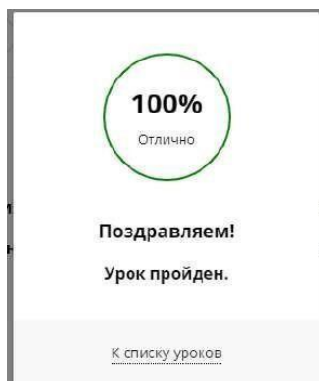 100%
Отлично
Поздравляем!
Урок пройден.
К списку уроков